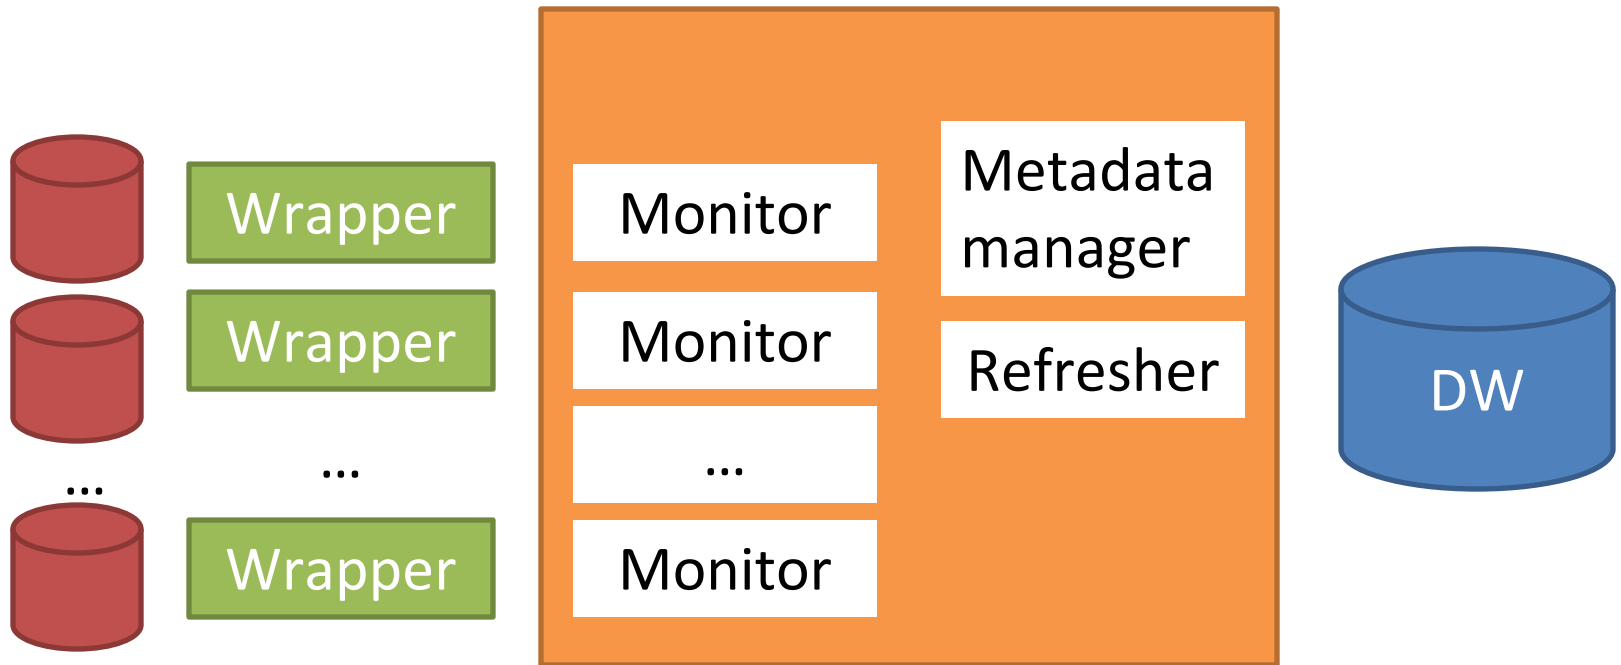 Wrapper
Monitor
Metadata
manager
Wrapper
Monitor
Refresher
DW
...
...
...
Wrapper
Monitor